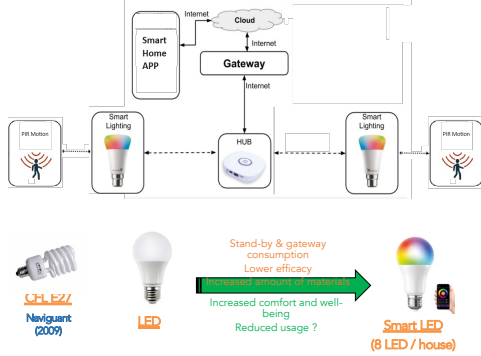 Internet
Cloud
Smart
Home
APP
Internet
Gateway
Internet
PIR Motion
Smart
Lighting
HUB
Smart
Lighting
PIR Motion
Stand-by & gateway
consumption
Lower efficacy
Increased amount of materials
Increased comfort and well-
being
Reduced usage ?
CFL E27
Naviguant
(2009)
LED
Smart LED
(8 LED / house)